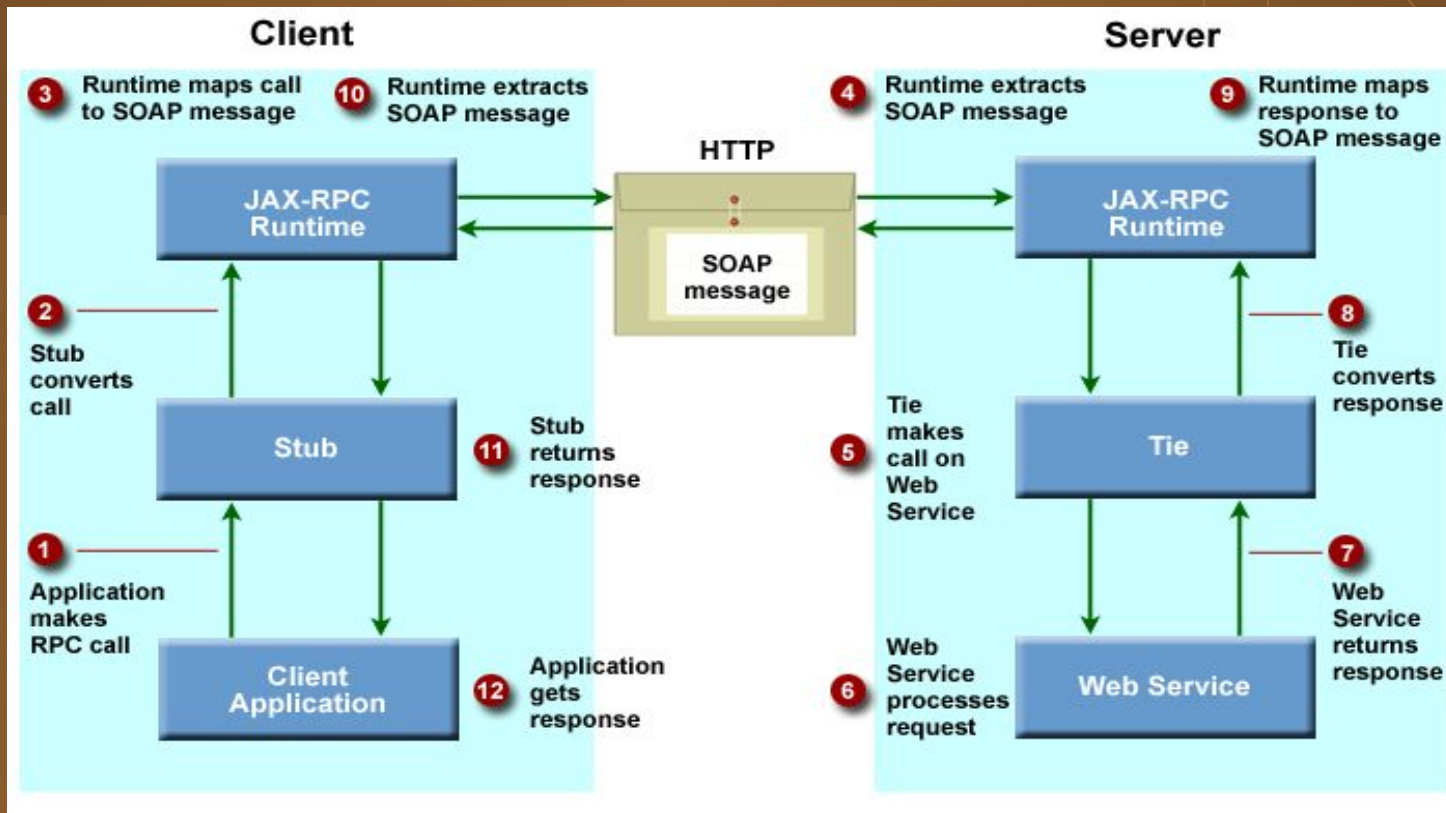 Client
Server
3
Runtime maps call
to SOAP message
10
Runtime extracts
SOAP message
4
Runtime extracts
SOAP message
9
Runtime maps
response to
SOAP message
HTTP
JAX-RPC
Runtime
SOAP
message
JAX-RPC
Runtime
2
Stub
converts
call
8
Tie
converts
response
Stub
11
Stub
returns
response
5
Tie
makes
call on
Web
Service
Tie
1
Application
makes
RPC call
7
Web
Service
returns
response
Client
Application
12
Application
gets
response
6
Web
Service
processes
request
Web Service